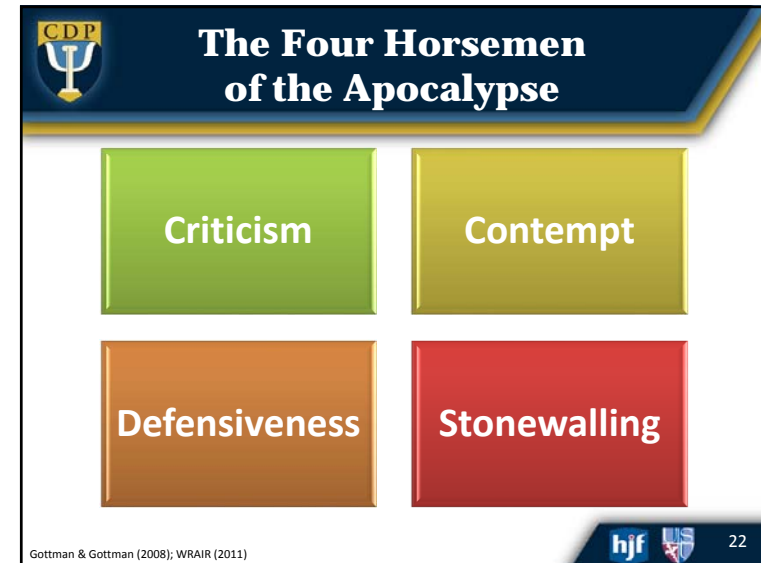 CDP
Ψ
The Four Horsemen
of the Apocalypse
Criticism
Contempt
Defensiveness
Stonewalling
Gottman & Gottman (2008); WRAIR (2011)
hjf
22